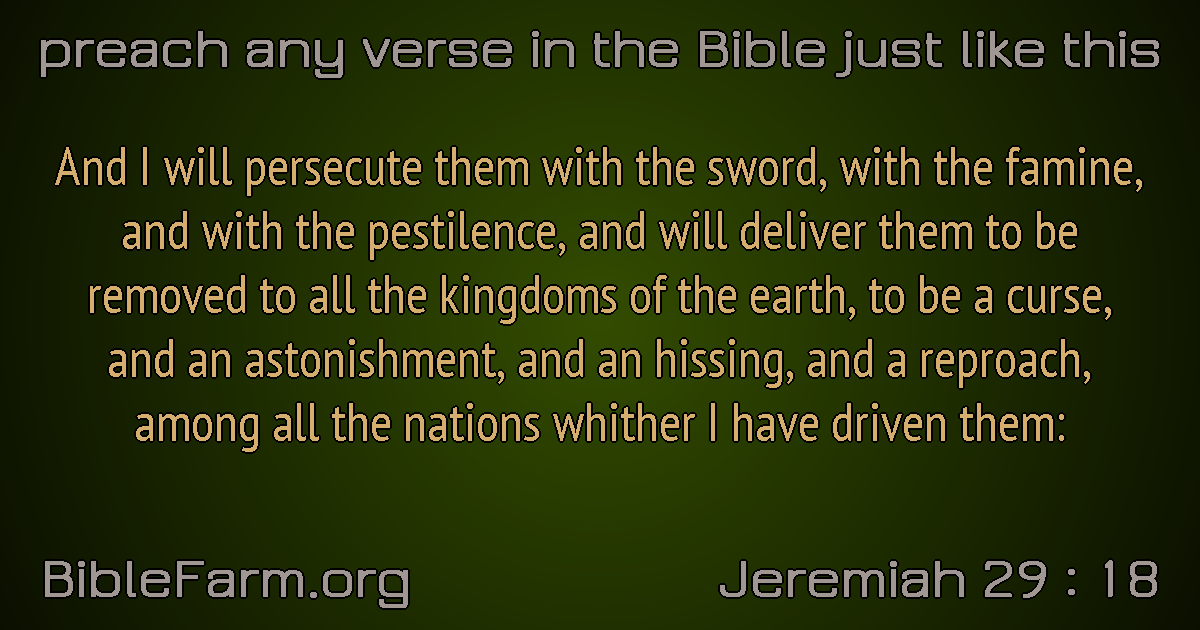 preach any verse in the Bible just like this
And I will persecute them with the sword, with the famine,
and with the pestilence, and will deliver them to be
removed to all the kingdoms of the earth, to be a curse,
and an astonishment, and an hissing, and a reproach,
among all the nations whither I have driven them:
BibleFarm.org
Jeremiah 29 : 18